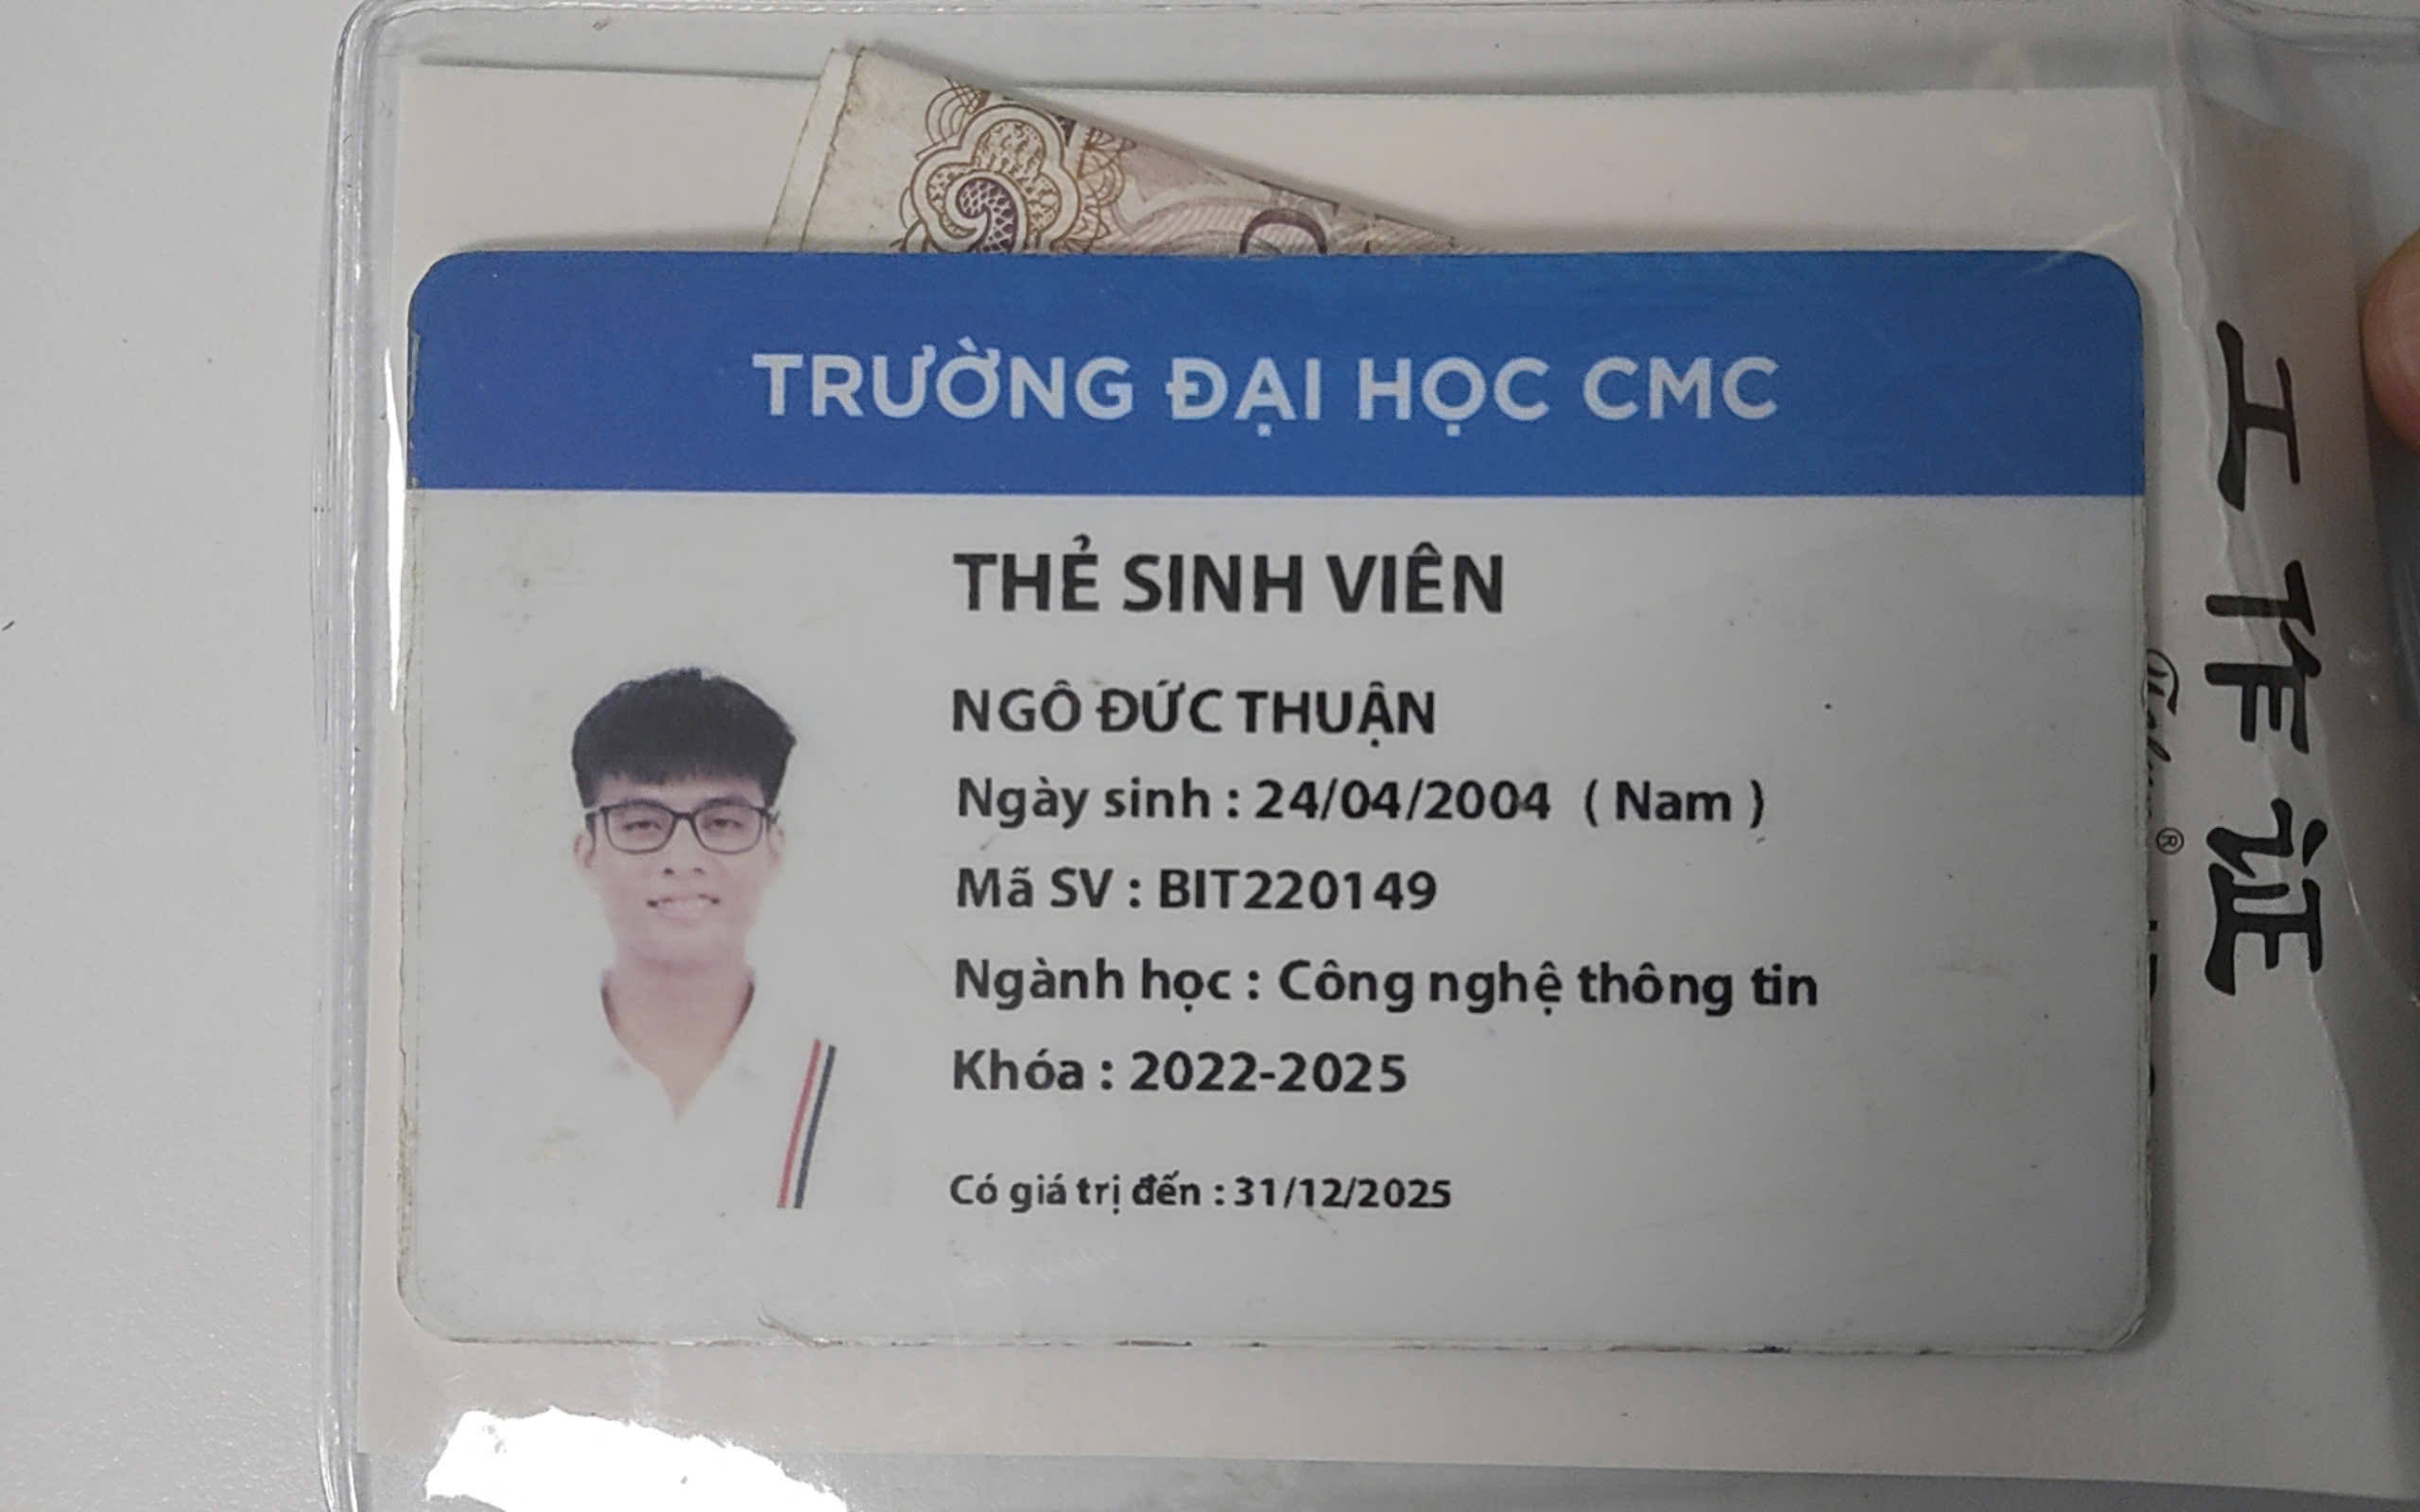 TRƯỜNG ĐẠI HỌC CMC
THẺ SINH VIÊN
NGÔ ĐỨC THUẬN
Ngày sinh : 24/04/2004 ( Nam )
Mã SV : BIT220149
Ngành học : Công nghệ thông tin
Khóa : 2022-2025
Có giá trị đến : 31/12/2025
工作证
®